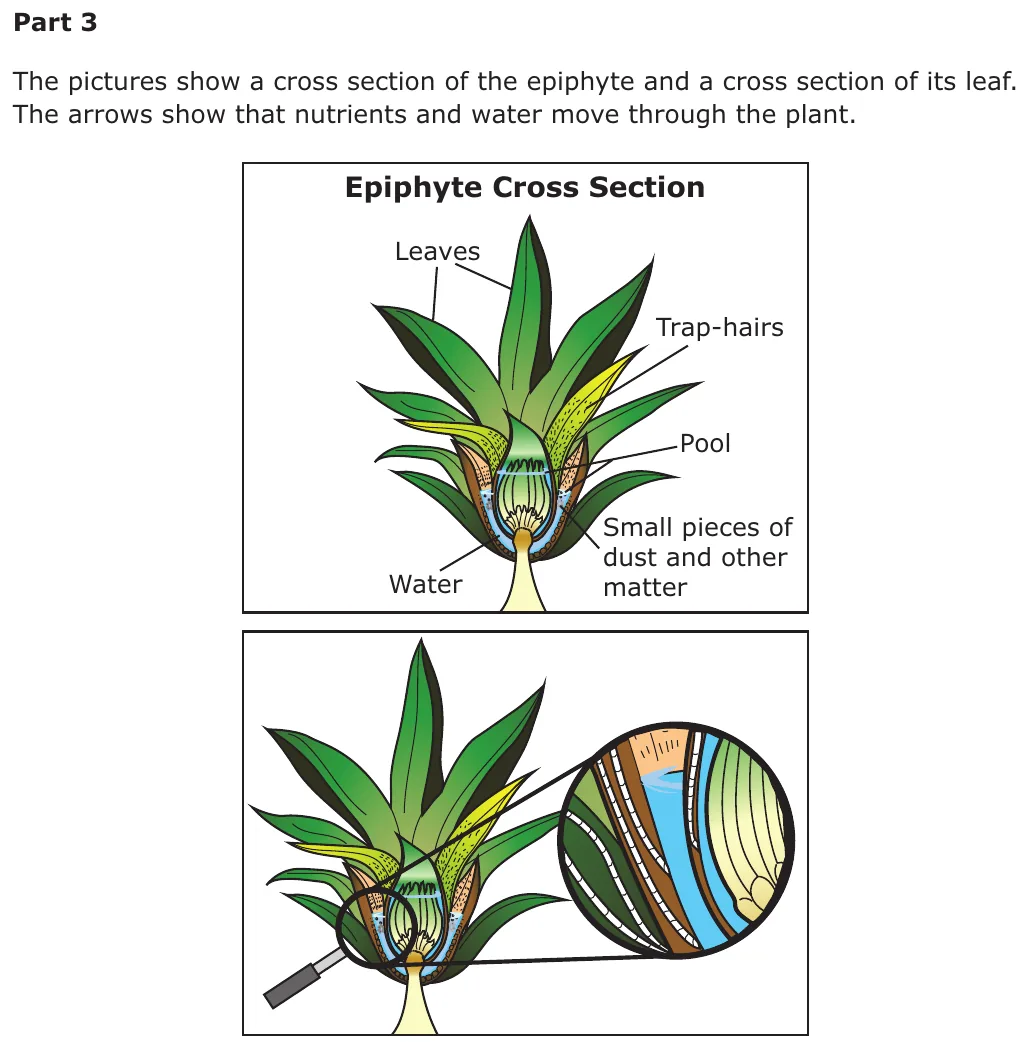 Part 3
The pictures show a cross section of the epiphyte and a cross section of its leaf.
The arrows show that nutrients and water move through the plant.
Epiphyte Cross Section
Leaves
Trap-hairs
Pool
Small pieces of
dust and other
matter
Water